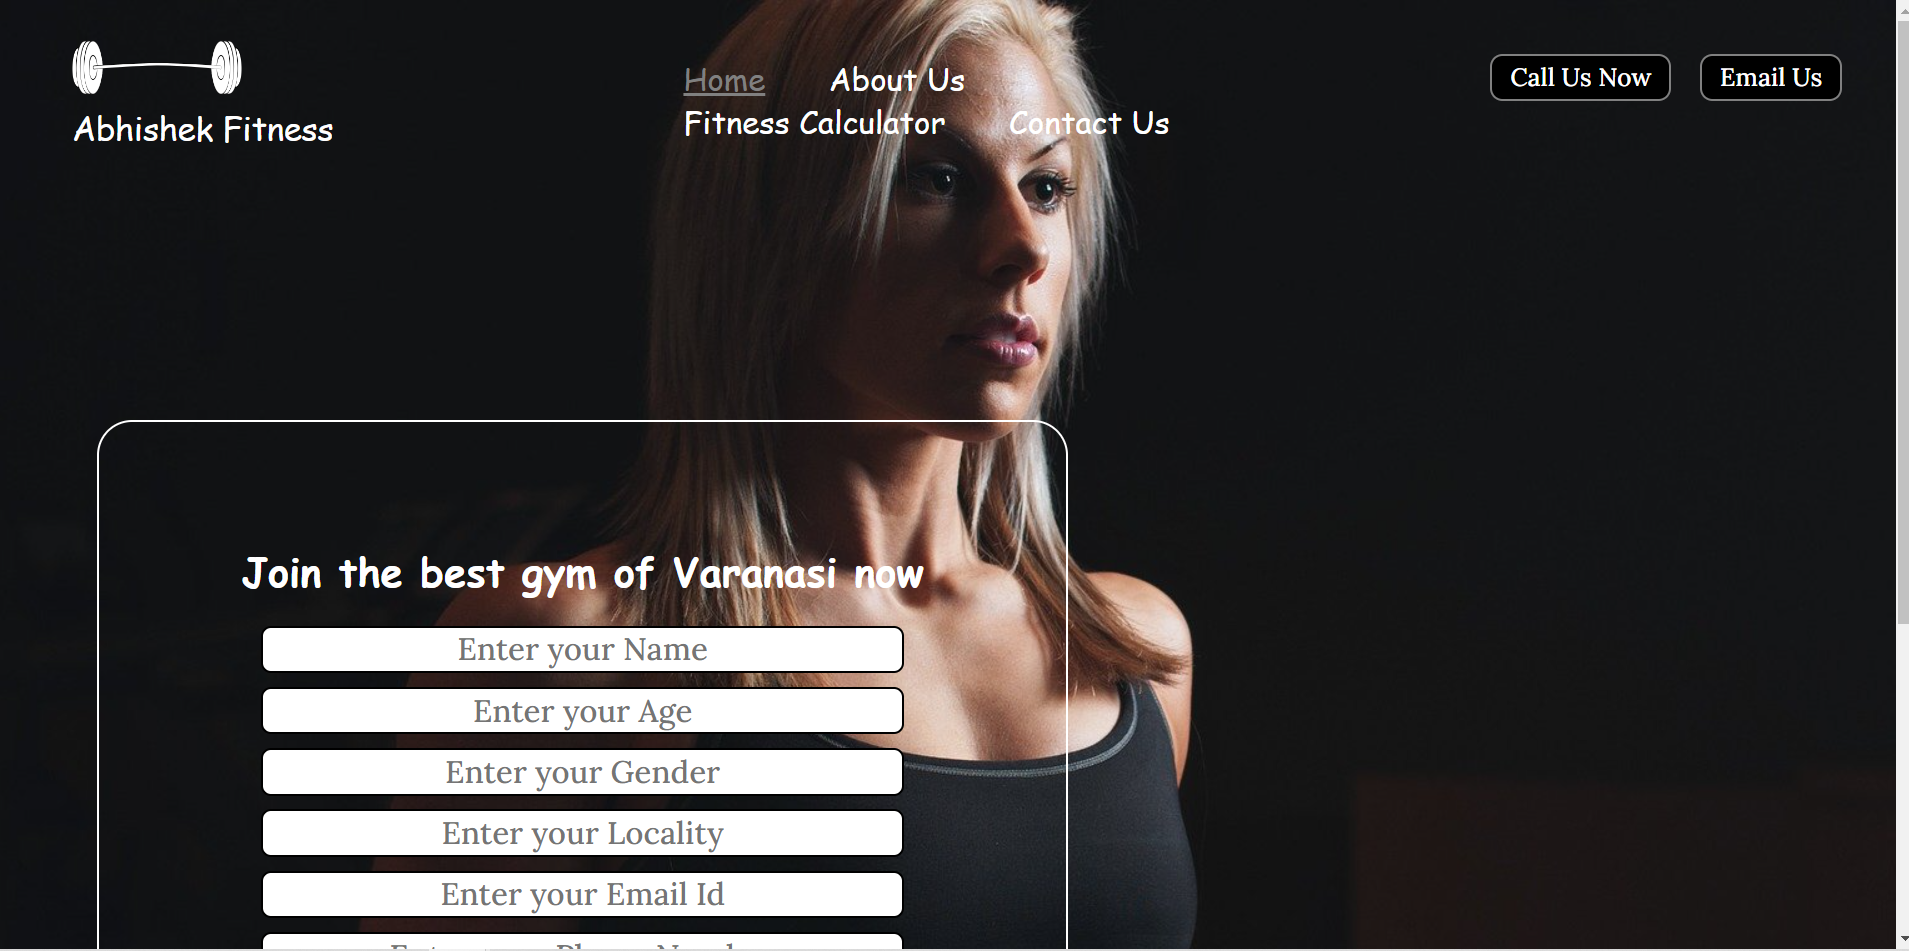 Abhishek Fitness
Home About Us
Fitness Calculator Contact Us
Call Us Now Email Us
Join the best gym of Varanasi now
Enter your Name
Enter your Age
Enter your Gender
Enter your Locality
Enter your Email Id